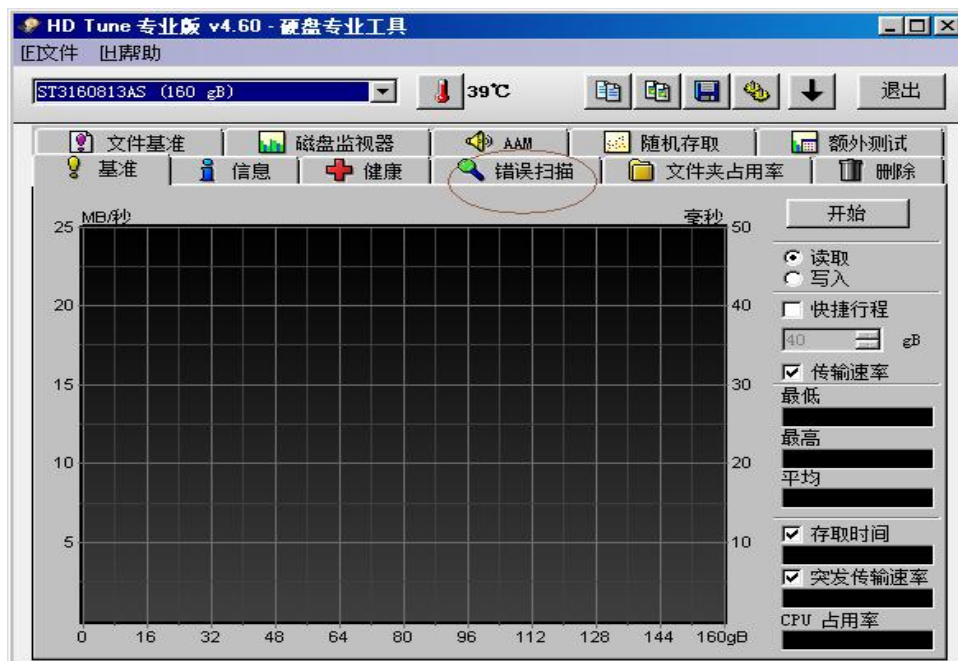 HD Tune 专业版 v4.60 - 硬盘专业工具
[F]文件 [H]帮助
ST3160813AS (160 gB) 39℃ 退出
文件基准 磁盘监视器 AAM 随机存取 额外测试
基准 信息 健康 错误扫描 文件夹占用率 删除
MB/秒 毫秒
25 50
20 40
15 30
10 20
5 10
0 16 32 48 64 80 96 112 128 144 160gB
开始
读取
写入
快捷行程
40 gB
传输速率
最低
最高
平均
存取时间
突发传输速率
CPU 占用率